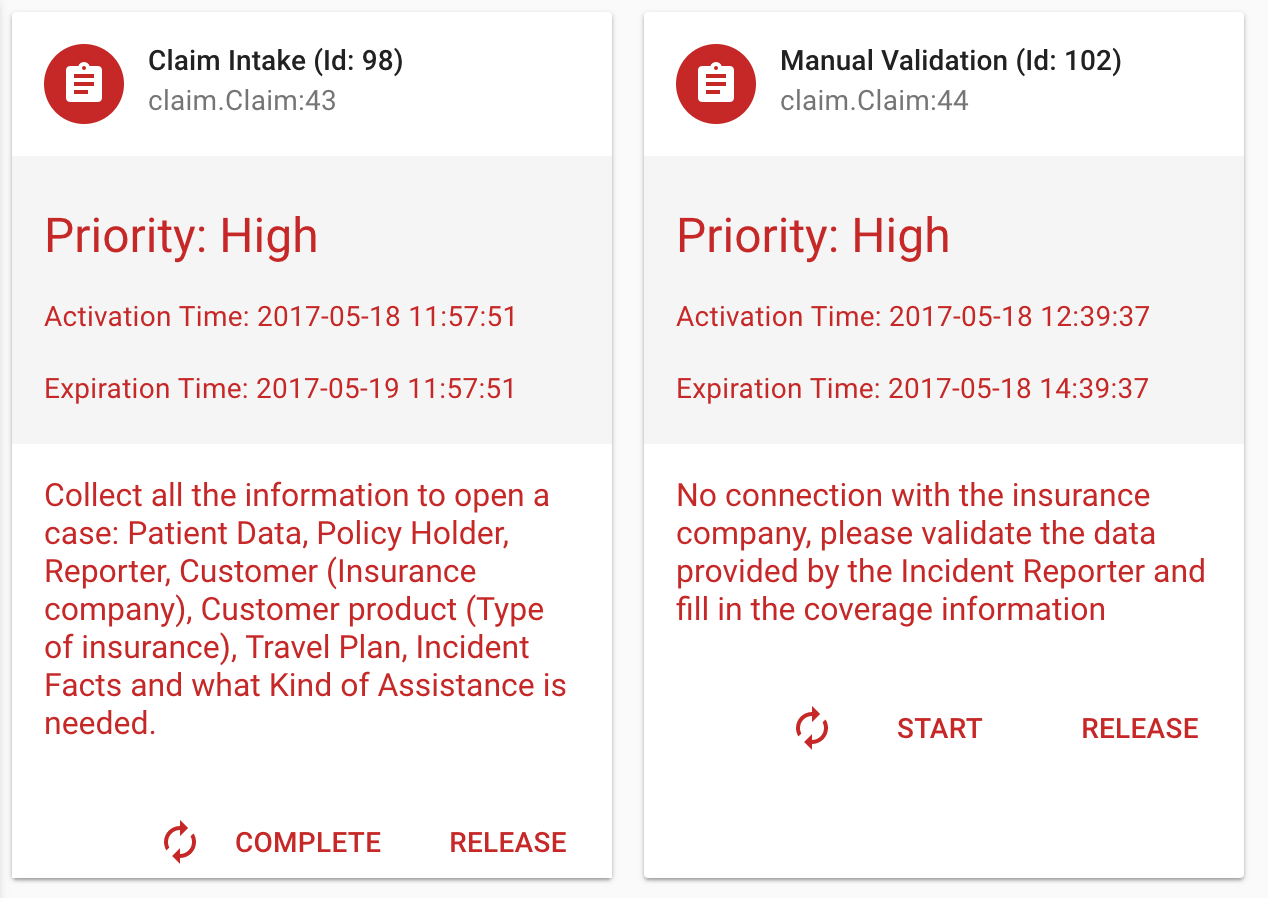 Claim Intake (Id: 98)
claim.Claim:43
Priority: High
Activation Time: 2017-05-18 11:57:51
Expiration Time: 2017-05-19 11:57:51
Collect all the information to open a
case: Patient Data, Policy Holder,
Reporter, Customer (Insurance
company), Customer product (Type
of insurance), Travel Plan, Incident
Facts and what Kind of Assistance is
needed.
COMPLETE RELEASE
Manual Validation (Id: 102)
claim.Claim:44
Priority: High
Activation Time: 2017-05-18 12:39:37
Expiration Time: 2017-05-18 14:39:37
No connection with the insurance
company, please validate the data
provided by the Incident Reporter and
fill in the coverage information
START RELEASE